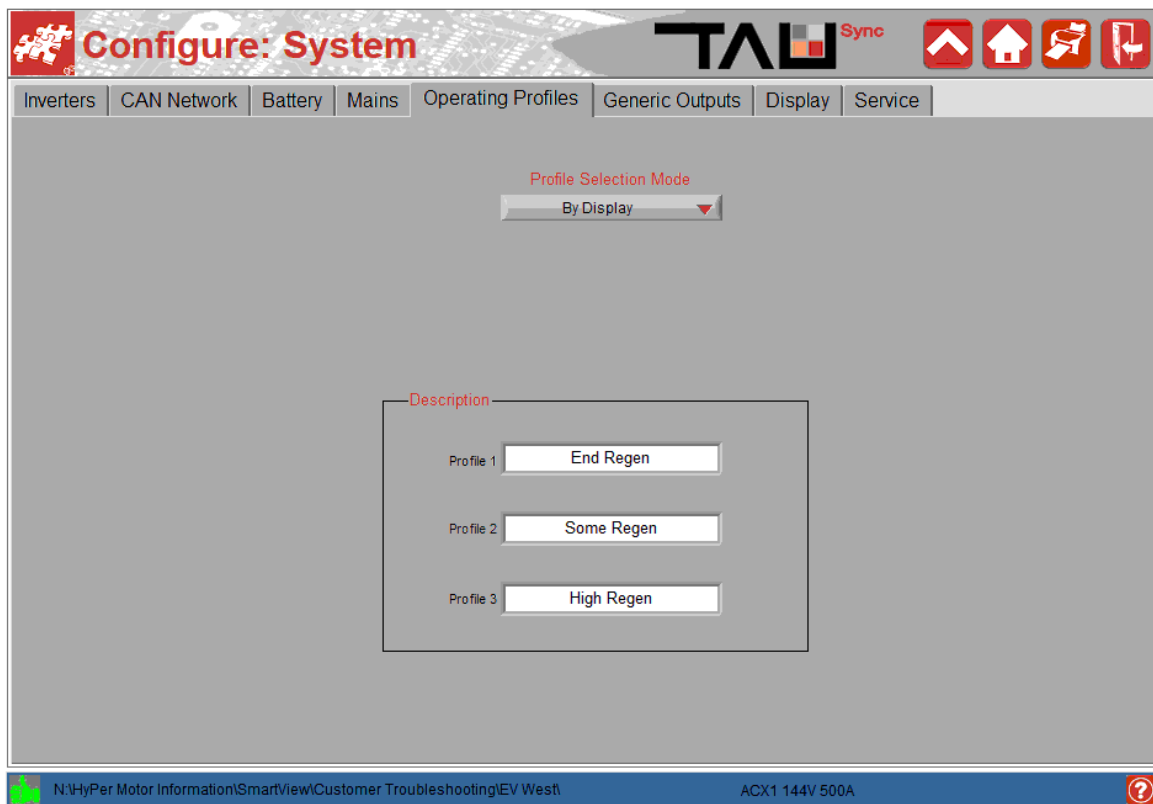 Configure: System
TAU Sync
Inverters CAN Network Battery Mains Operating Profiles Generic Outputs Display Service
Profile Selection Mode
By Display
Description
Profile 1 End Regen
Profile 2 Some Regen
Profile 3 High Regen
N:\HyPer Motor Information\SmartView\Customer Troubleshooting\EV West\ ACX1 144V 500A ?